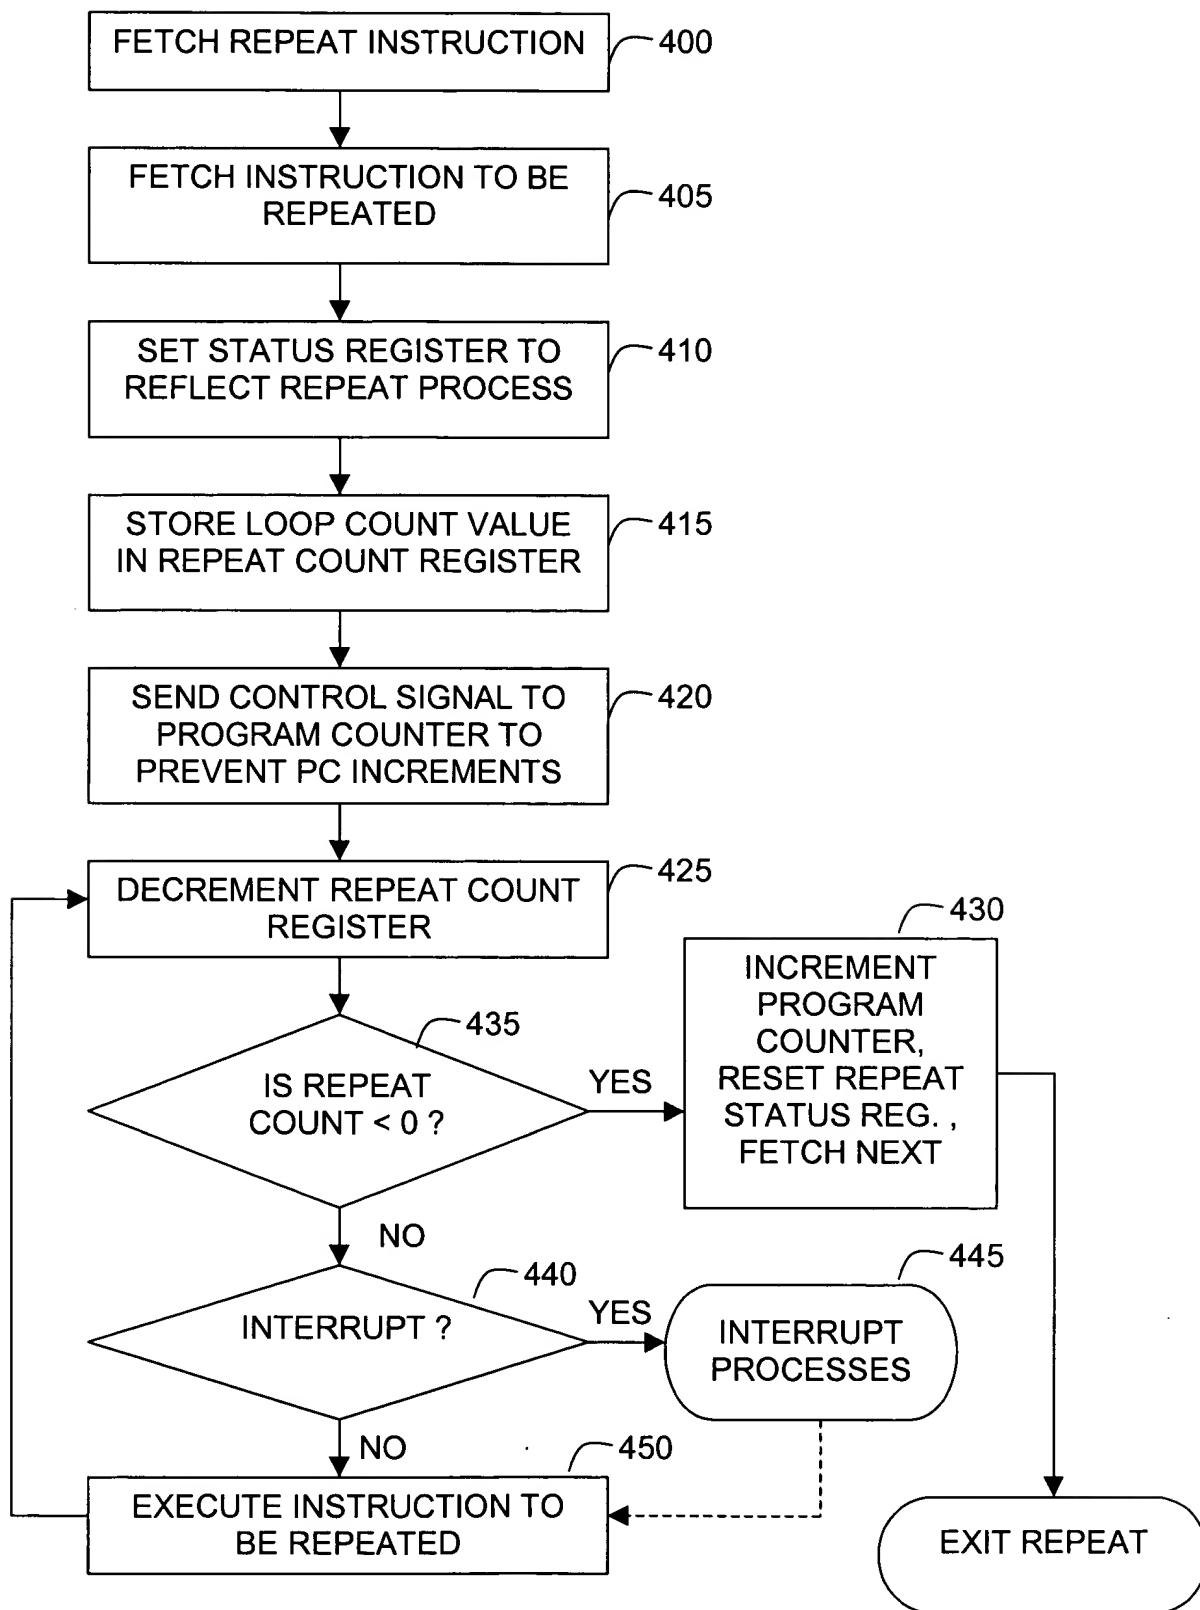 FETCH REPEAT INSTRUCTION
400
FETCH INSTRUCTION TO BE
REPEATED
405
SET STATUS REGISTER TO
REFLECT REPEAT PROCESS
410
STORE LOOP COUNT VALUE
IN REPEAT COUNT REGISTER
415
SEND CONTROL SIGNAL TO
PROGRAM COUNTER TO
PREVENT PC INCREMENTS
420
DECREMENT REPEAT COUNT
REGISTER
425
430
INCREMENT
PROGRAM
COUNTER,
RESET REPEAT
STATUS REG. ,
FETCH NEXT
435
IS REPEAT
COUNT < 0 ?
YES
NO
440
INTERRUPT ?
YES
445
INTERRUPT
PROCESSES
NO
450
EXECUTE INSTRUCTION TO
BE REPEATED
EXIT REPEAT